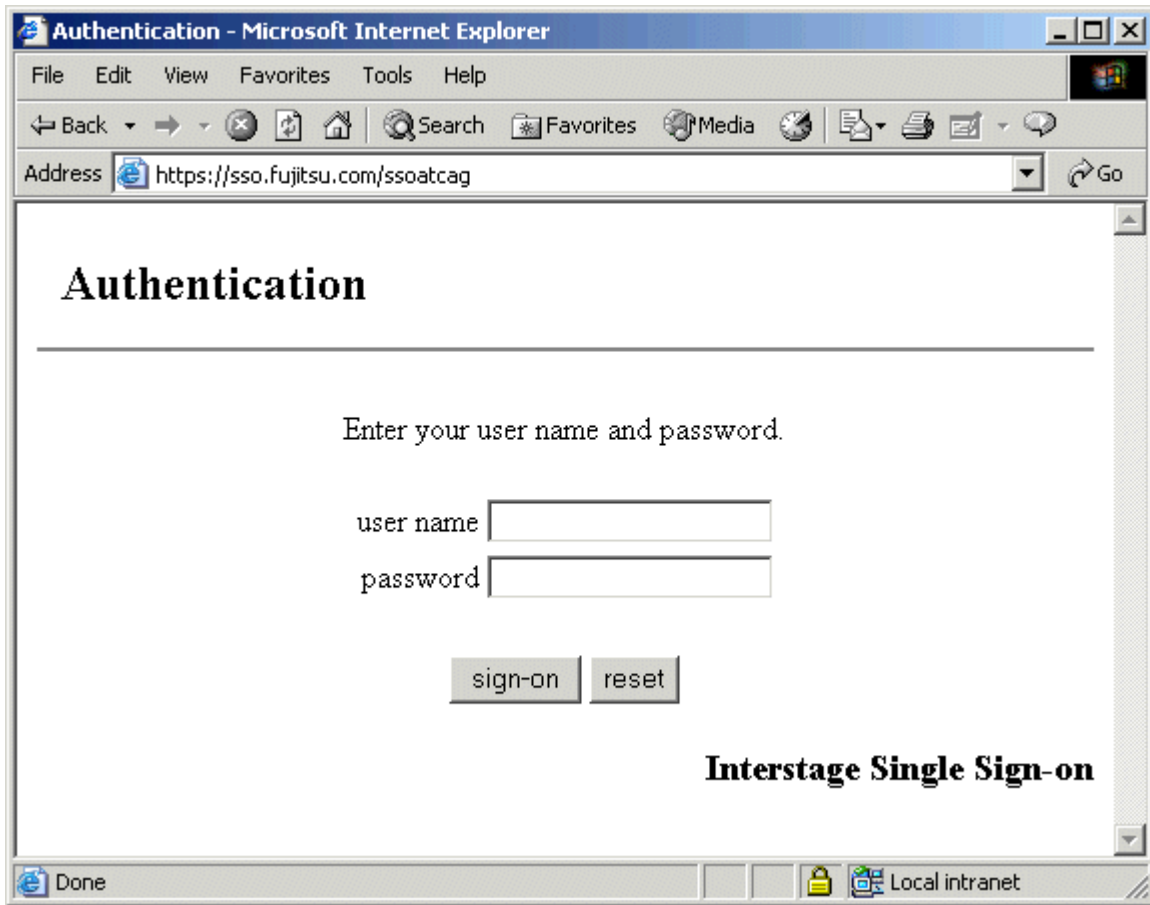 Authentication - Microsoft Internet Explorer
File Edit View Favorites Tools Help
Back Search Favorites Media
Address https://sso.fujitsu.com/ssoatcag Go
Authentication
Enter your user name and password.
user name
password
sign-on reset
Interstage Single Sign-on
Done Local intranet